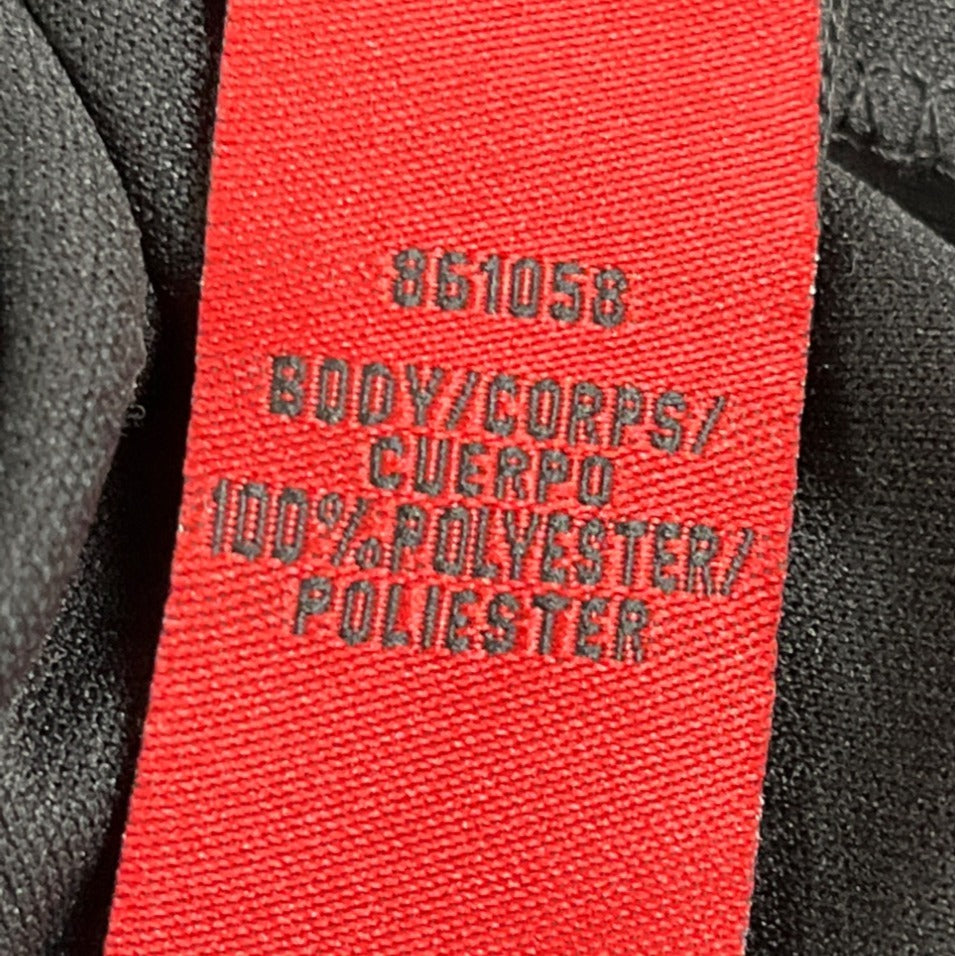 861058
BODY/CORPS/
CUERPO
100%POLYESTER/
POLIESTER